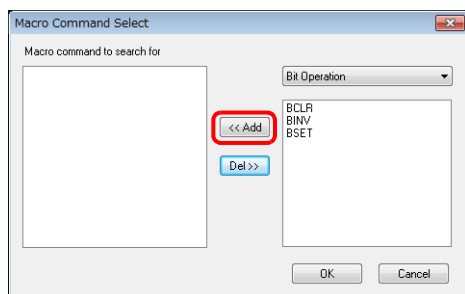 Macro Command Select
Macro command to search for
Bit Operation
BCLR
BINV
BSET
<< Add
Del >>
OK
Cancel